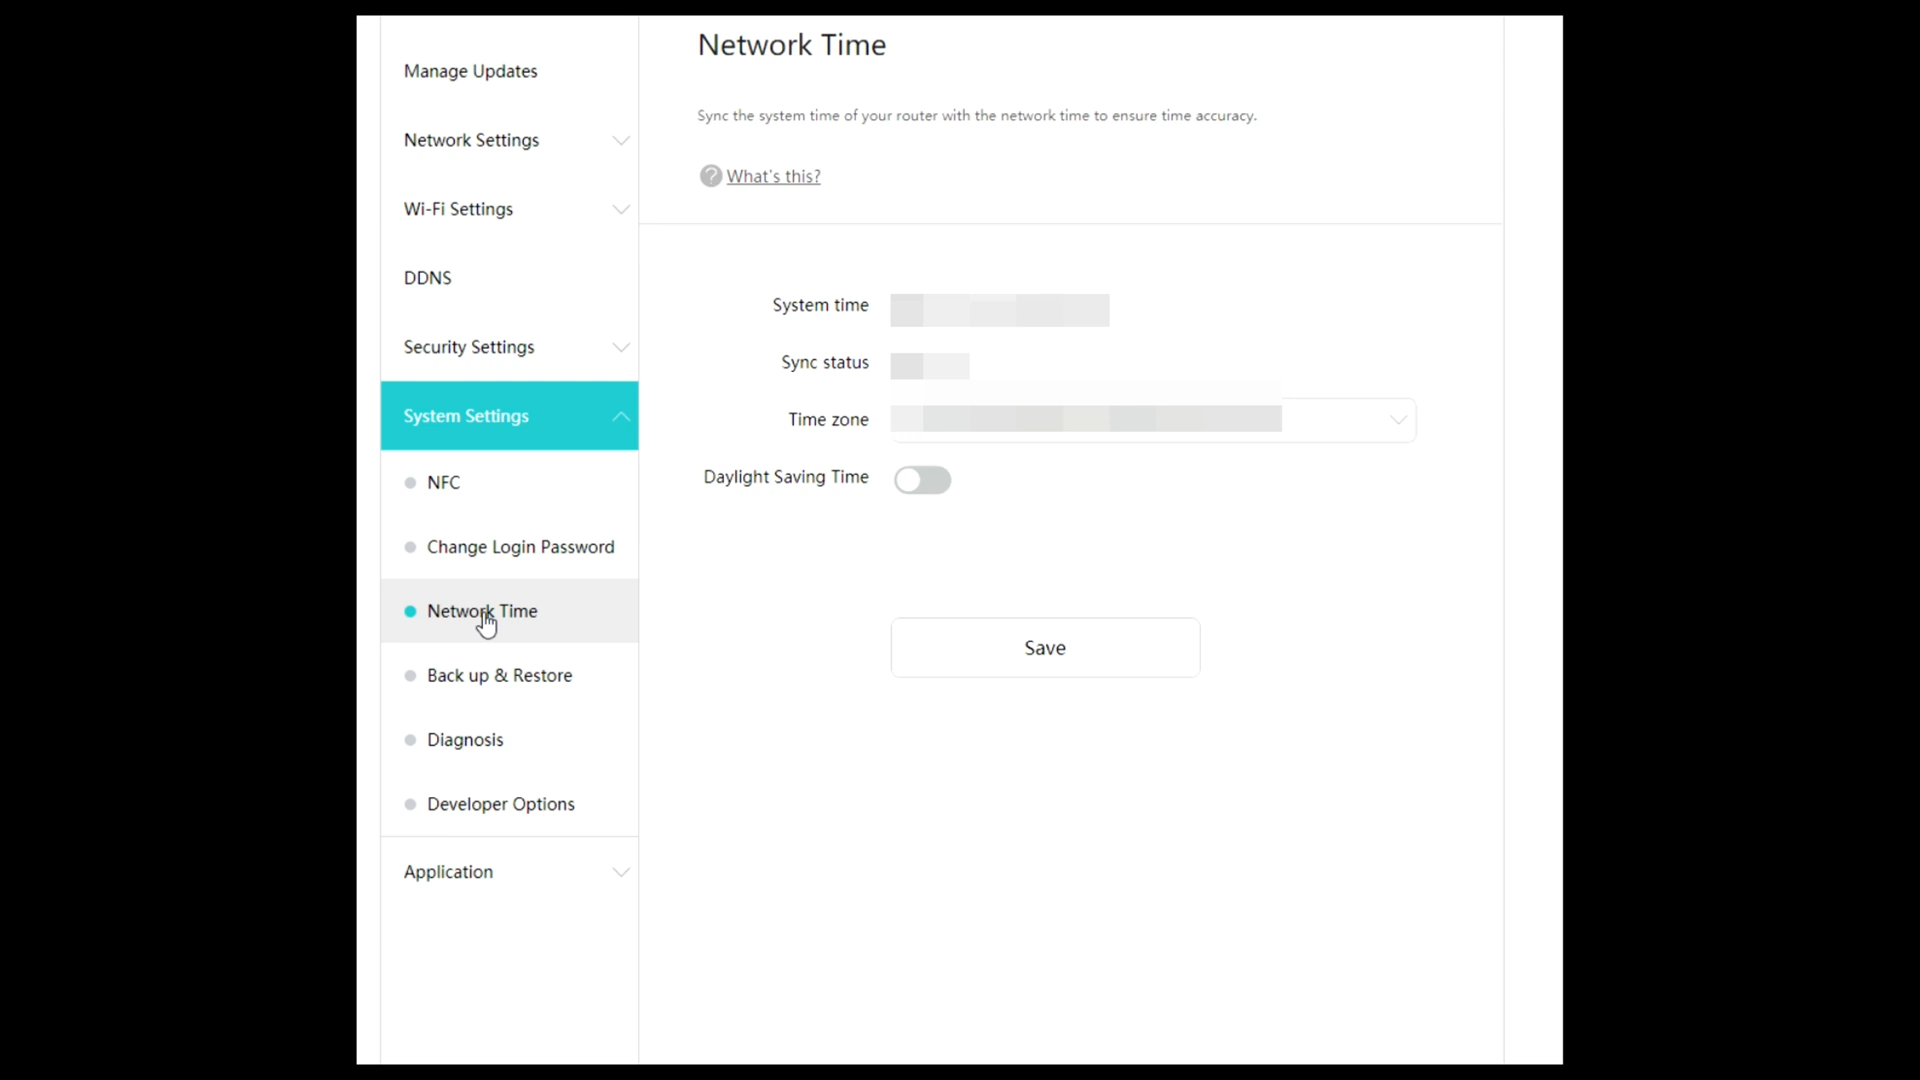 Manage Updates
Network Settings
Wi-Fi Settings
DDNS
Security Settings
System Settings
NFC
Change Login Password
Network Time
Back up & Restore
Diagnosis
Developer Options
Application
Network Time
Sync the system time of your router with the network time to ensure time accuracy.
? What's this?
System time
Sync status
Time zone
Daylight Saving Time
Save